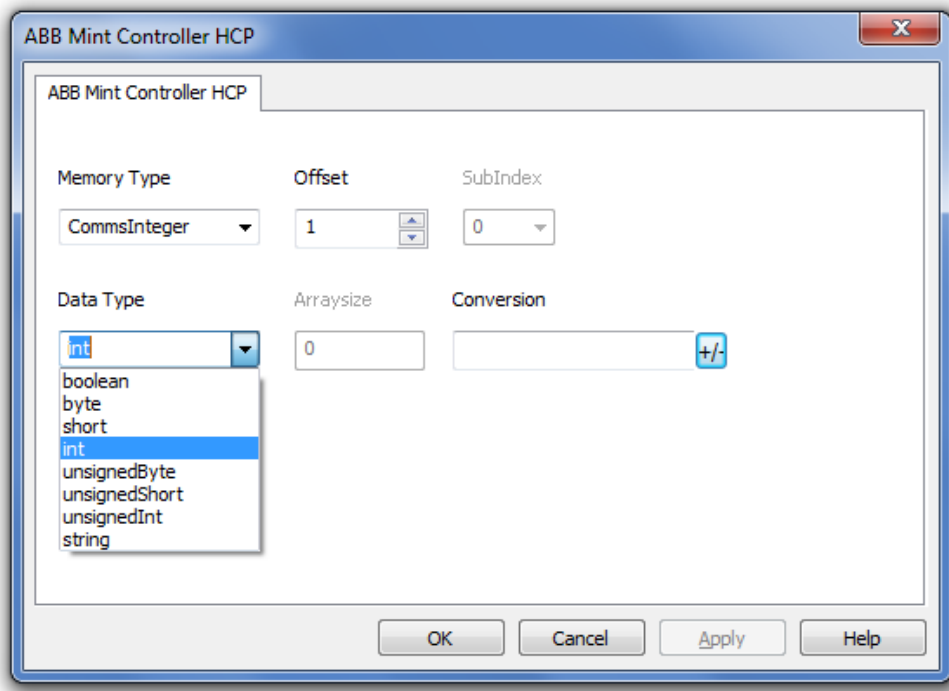 ABB Mint Controller HCP
X
ABB Mint Controller HCP
Memory Type Offset SubIndex
CommsInteger 1 0
Data Type Arraysize Conversion
int 0 +/-
boolean
byte
short
int
unsignedByte
unsignedShort
unsignedInt
string
OK Cancel Apply Help